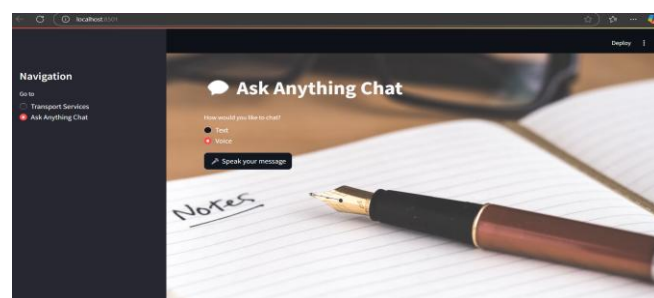 localhost:8501
Deploy
Navigation
Go to
Transport Services
Ask Anything Chat
Ask Anything Chat
How would you like to chat?
Text
Voice
Speak your message
Notes